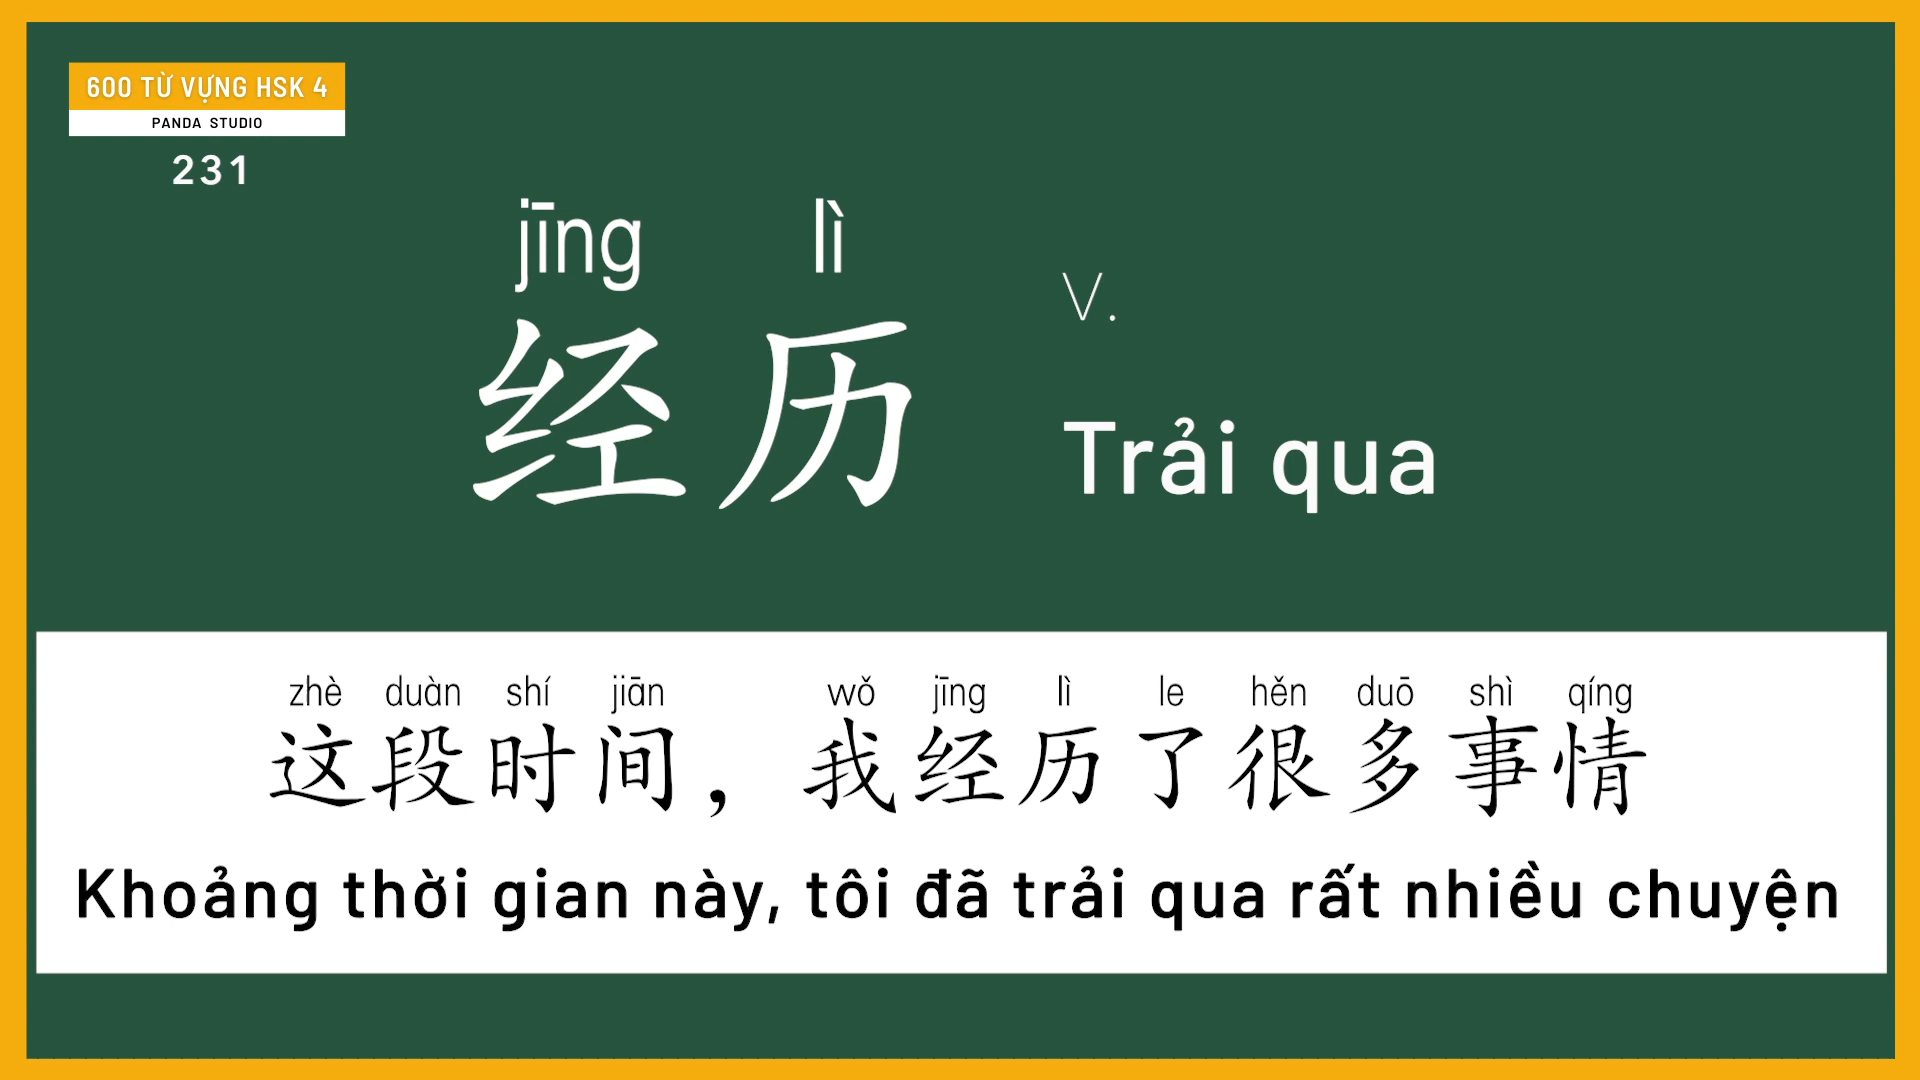 600 TỪ VỰNG HSK 4
PANDA STUDIO
231
jīng lì
经历
V.
Trải qua
zhè duàn shí jiān wǒ jīng lì le hěn duō shì qíng
这段时间，我经历了很多事情
Khoảng thời gian này, tôi đã trải qua rất nhiều chuyện